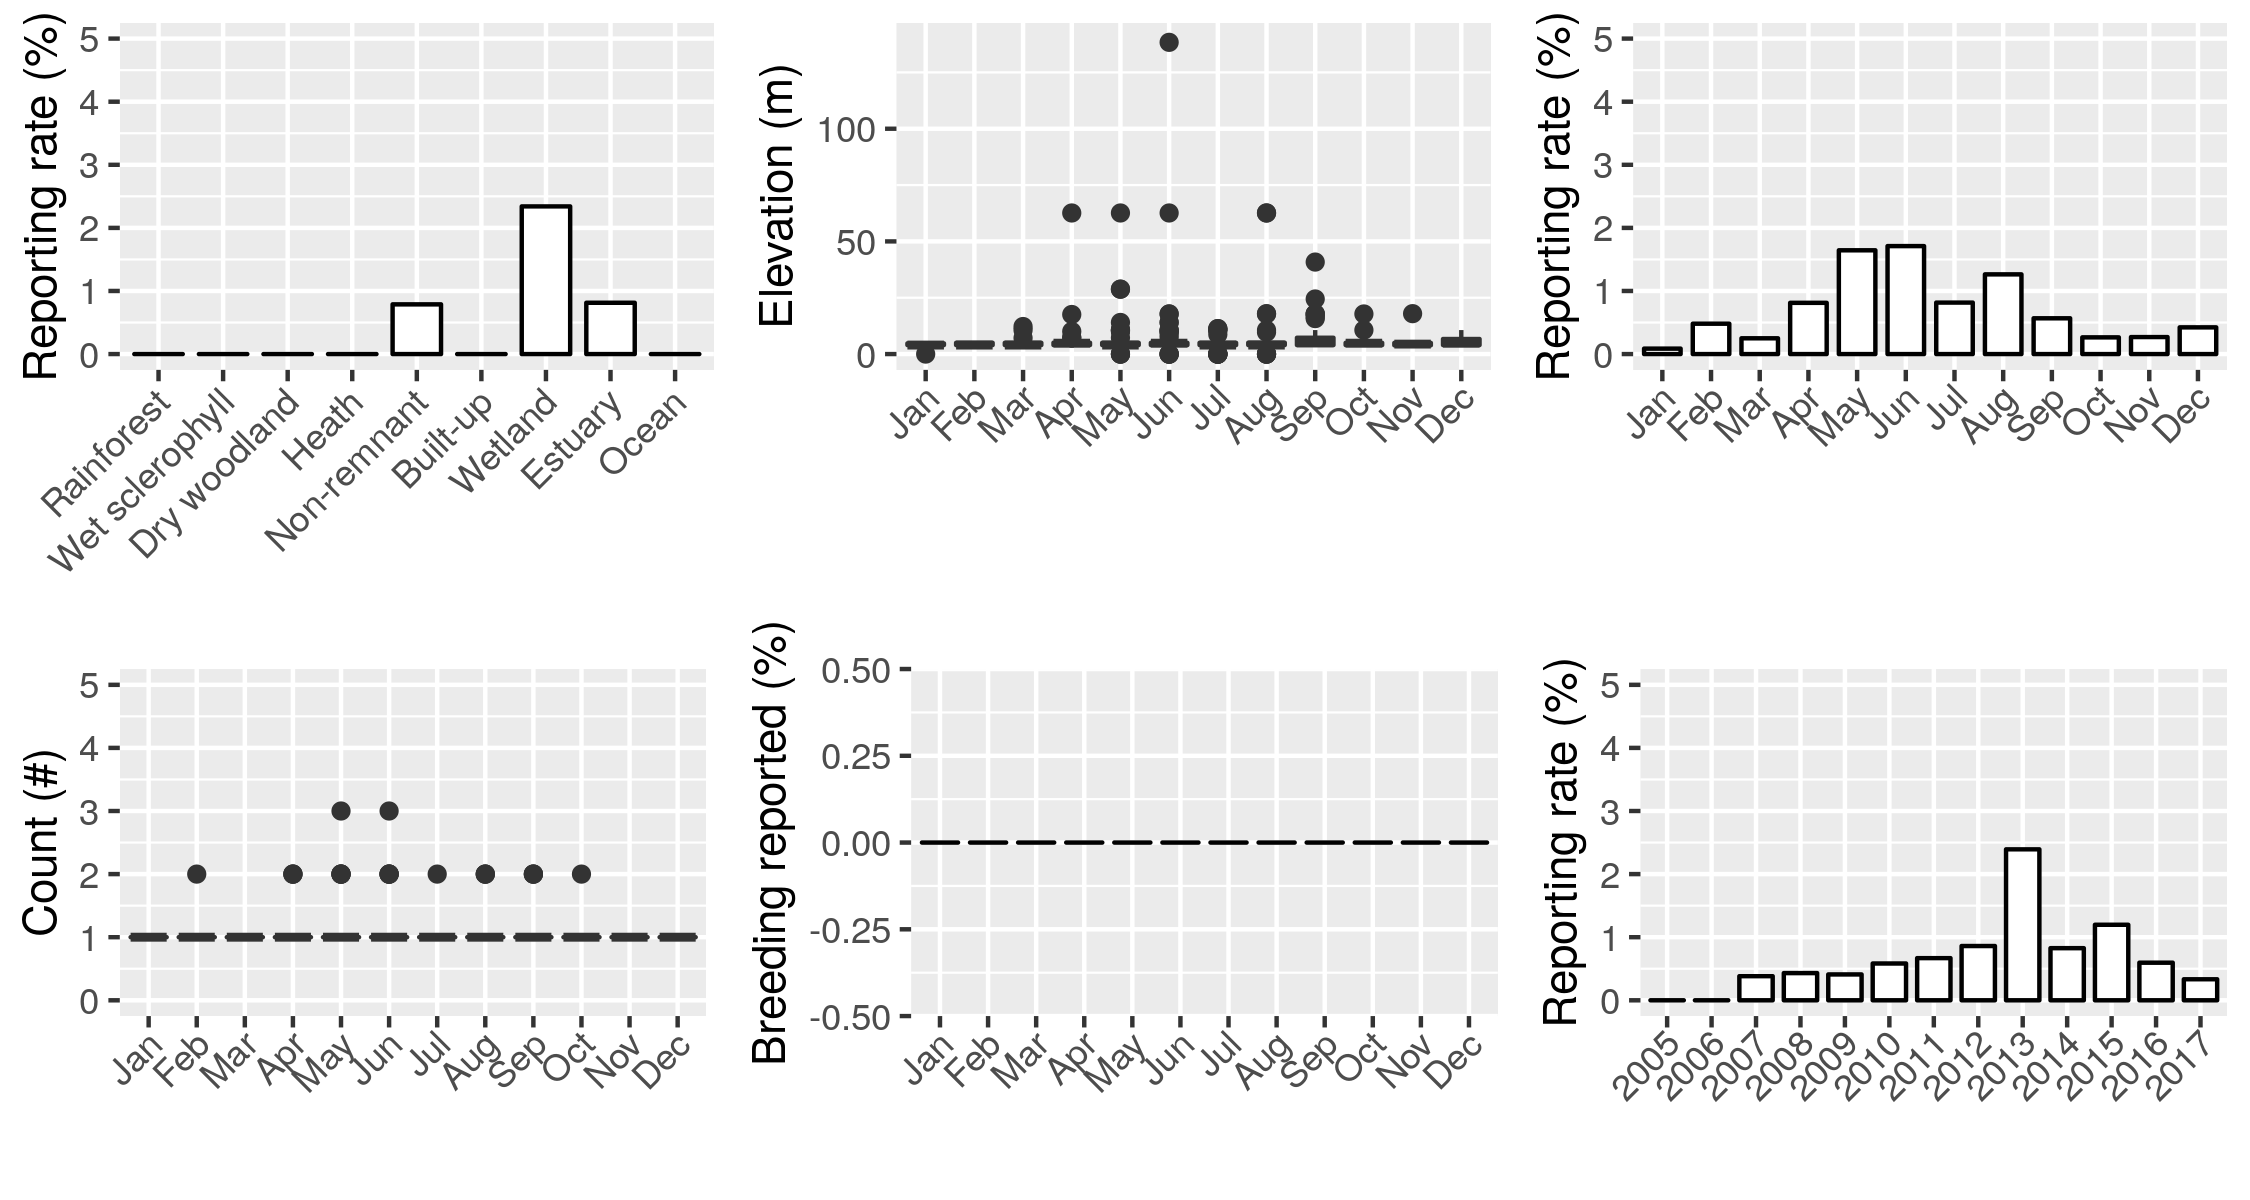 Reporting rate (%)
5
4
3
2
1
0
Rainforest
Wet sclerophyll
Dry woodland
Heath
Non-remnant
Built-up
Wetland
Estuary
Ocean
Elevation (m)
100
50
0
Jan
Feb
Mar
Apr
May
Jun
Jul
Aug
Sep
Oct
Nov
Dec
Reporting rate (%)
5
4
3
2
1
0
Jan
Feb
Mar
Apr
May
Jun
Jul
Aug
Sep
Oct
Nov
Dec
Count (#)
5
4
3
2
1
0
Jan
Feb
Mar
Apr
May
Jun
Jul
Aug
Sep
Oct
Nov
Dec
Breeding reported (%)
0.50
0.25
0.00
-0.25
-0.50
Jan
Feb
Mar
Apr
May
Jun
Jul
Aug
Sep
Oct
Nov
Dec
Reporting rate (%)
5
4
3
2
1
0
2005
2006
2007
2008
2009
2010
2011
2012
2013
2014
2015
2016
2017